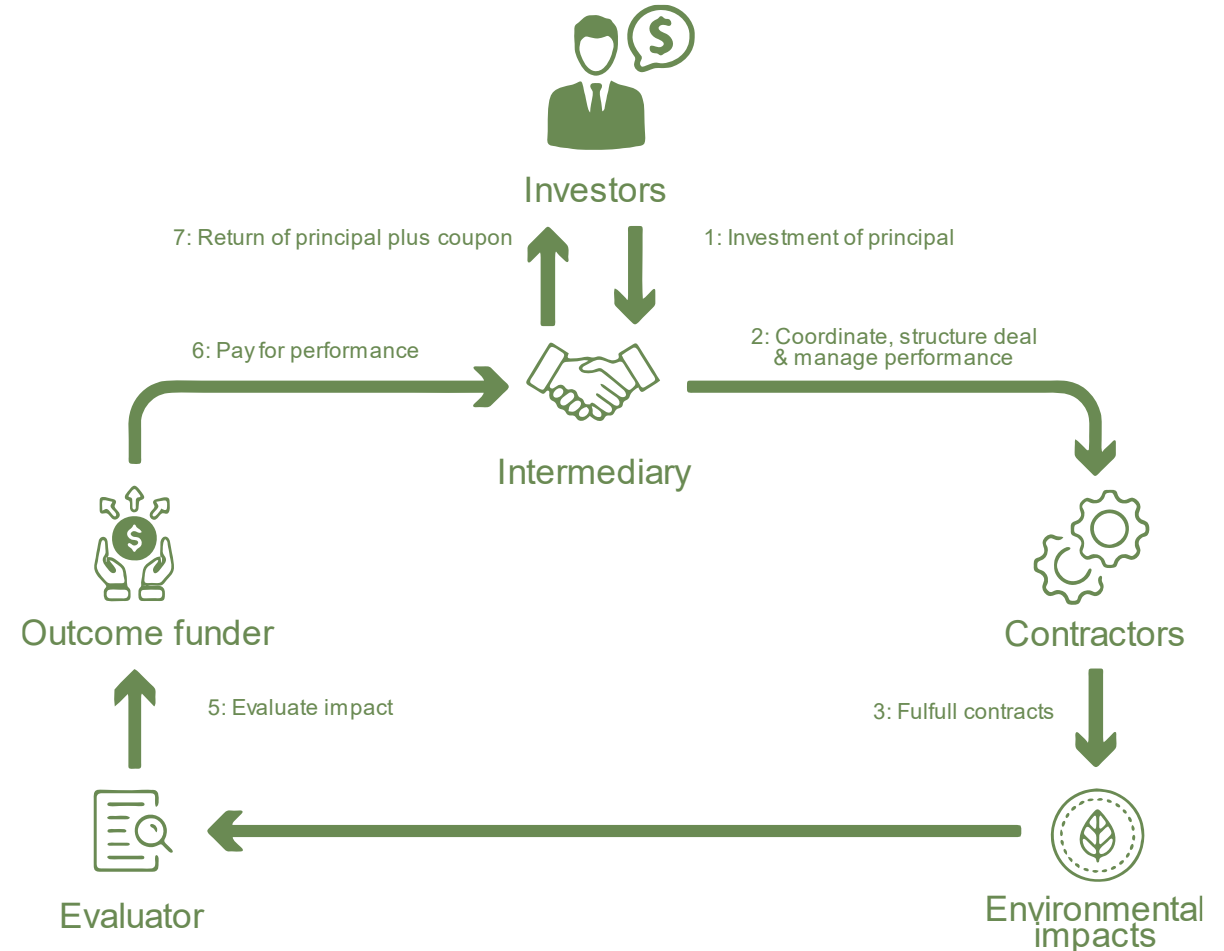 $
Investors
7: Return of principal plus coupon
1: Investment of principal
6: Pay for performance
2: Coordinate, structure deal
& manage performance
Intermediary
$
Outcome funder
Contractors
5: Evaluate impact
3: Fulfull contracts
Evaluator
Environmental
impacts